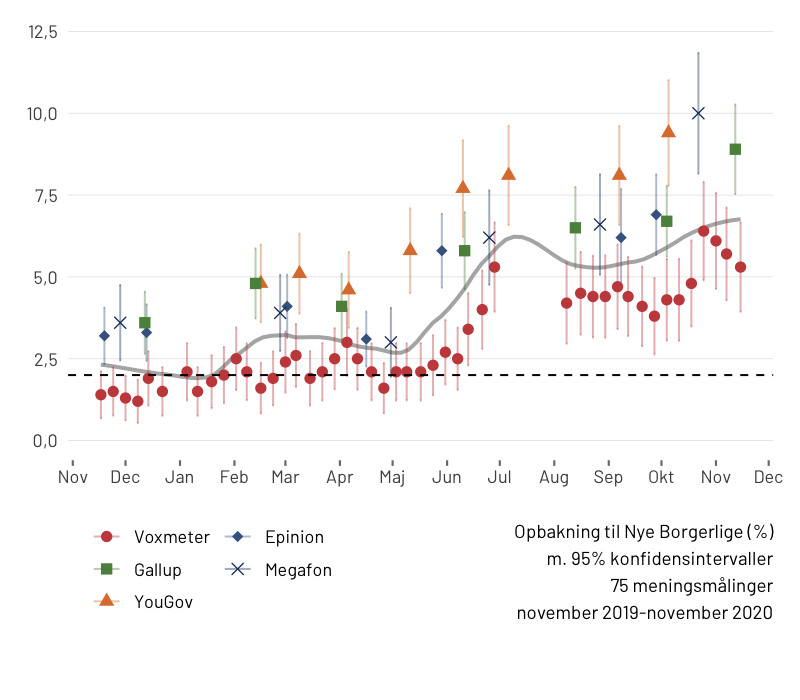 12,5
10,0
7,5
5,0
2,5
0,0
Nov Dec Jan Feb Mar Apr Maj Jun Jul Aug Sep Okt Nov Dec
Voxmeter Epinion
Gallup Megafon
YouGov
Opbakning til Nye Borgerlige (%)
m. 95% konfidensintervaller
75 meningsmålinger
november 2019-november 2020